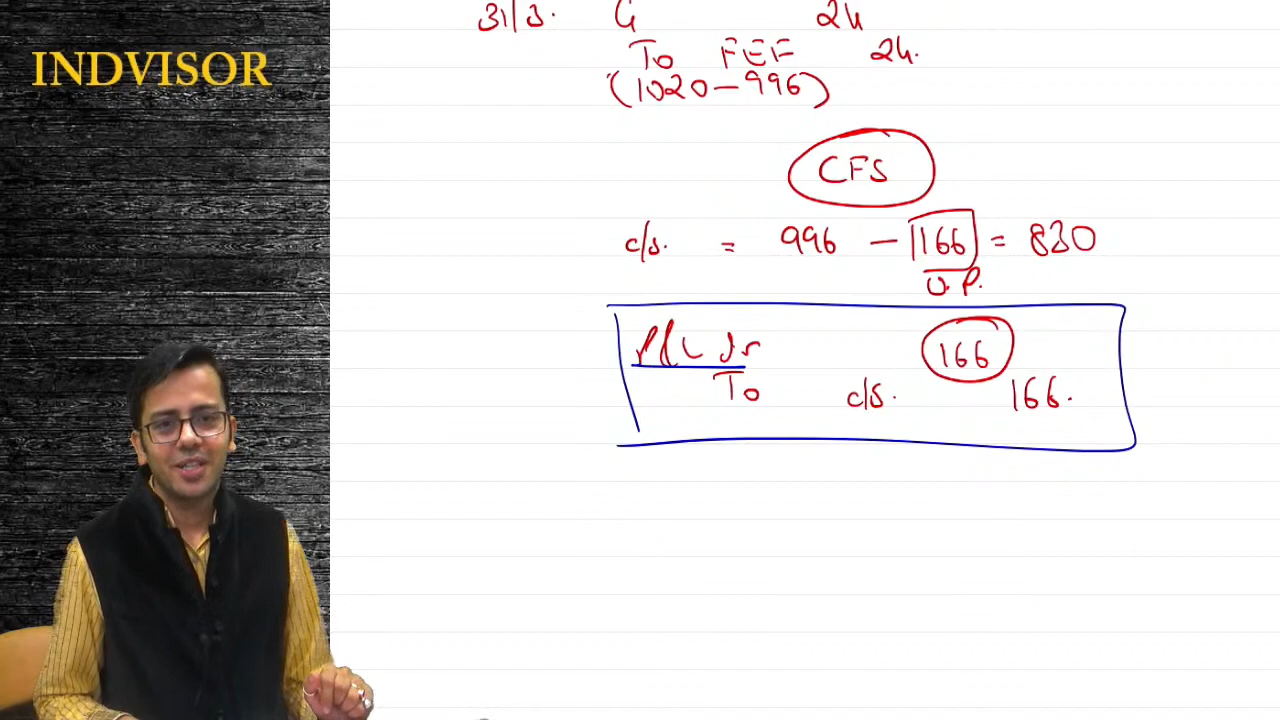 INDVISOR
31/3. G 24
To FEF 24.
(1020-996)
CFS
c/s. = 996 - 166 = 830
U.P.
P/L dr 166
To c/s. 166.